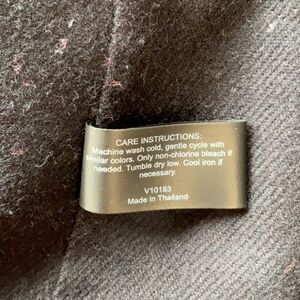 CARE INSTRUCTIONS:
Machine wash cold, gentle cycle with
similar colors. Only non-chlorine bleach if
needed. Tumble dry low. Cool iron if
necessary.
V10183
Made in Thailand